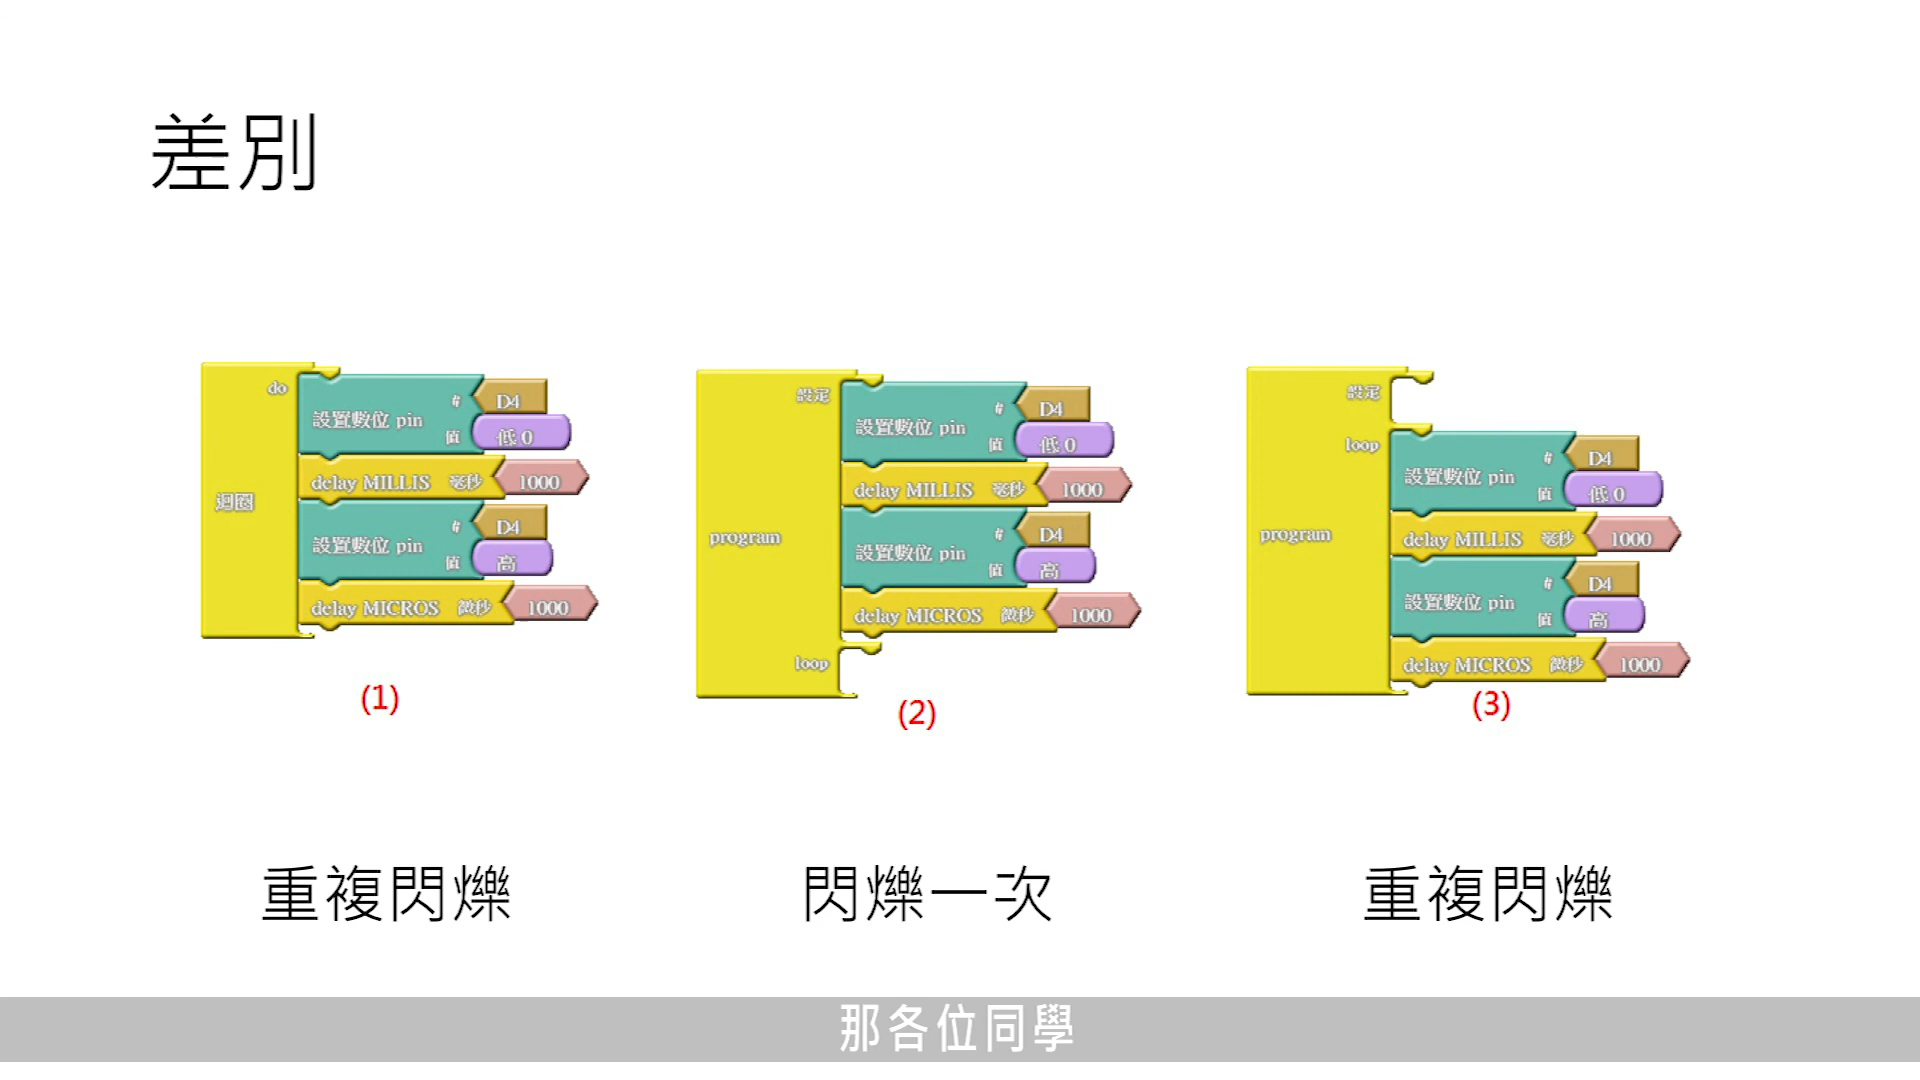 差別
do
設置數位 pin
#
D4
值
低 0
delay MILLIS 毫秒
1000
迴圈
設置數位 pin
#
D4
值
高
delay MICROS 微秒
1000
(1)
重複閃爍
設定
設置數位 pin
#
D4
值
低 0
delay MILLIS 毫秒
1000
program
設置數位 pin
#
D4
值
高
delay MICROS 微秒
1000
loop
(2)
閃爍一次
設定
loop
設置數位 pin
#
D4
值
低 0
delay MILLIS 毫秒
1000
program
設置數位 pin
#
D4
值
高
delay MICROS 微秒
1000
(3)
重複閃爍
那各位同學